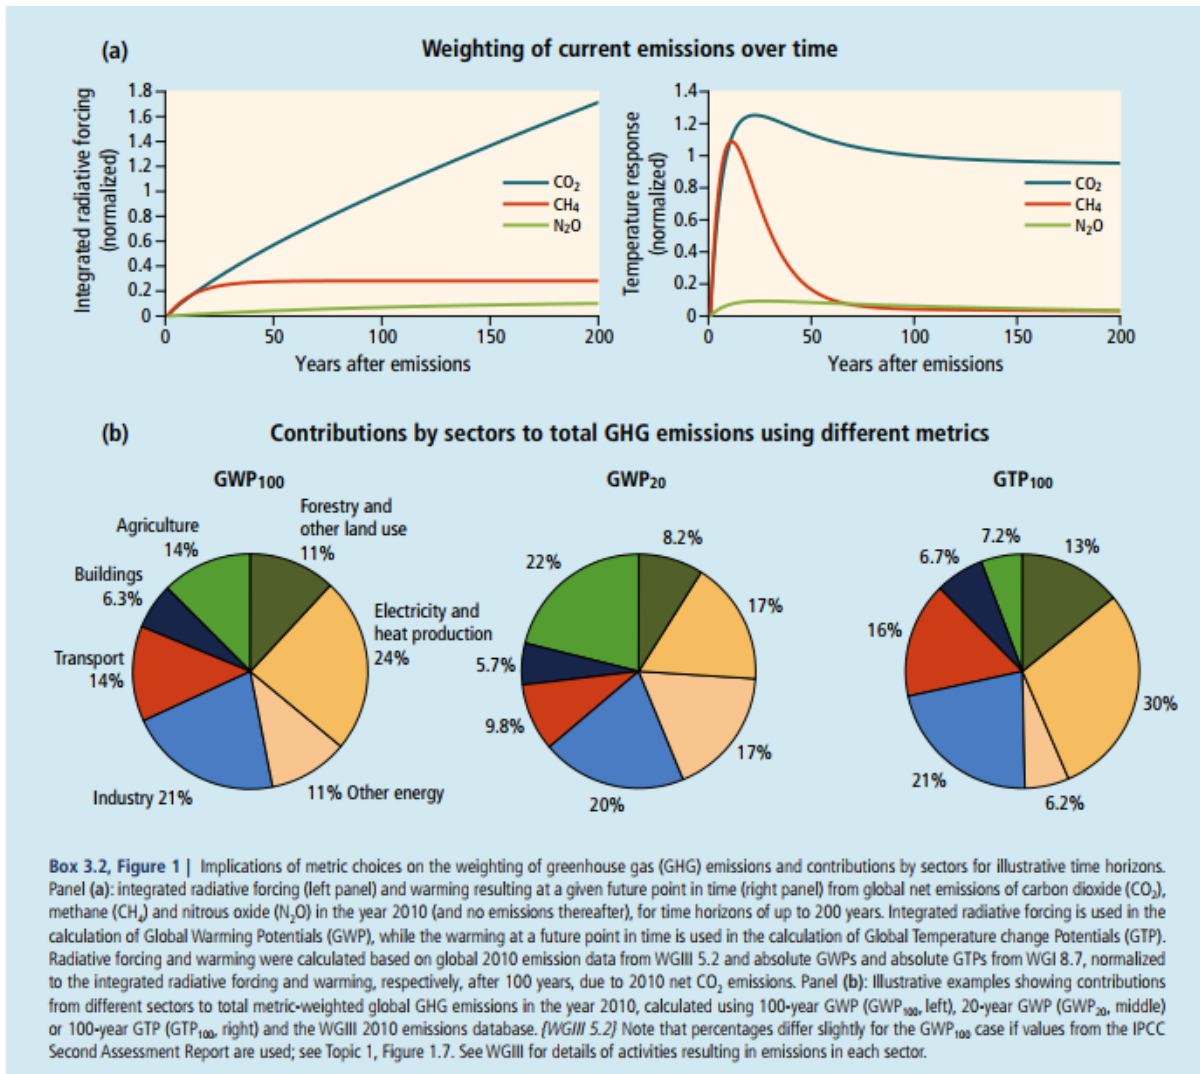 (a)
Weighting of current emissions over time
Integrated radiative forcing
(normalized)
1.8
1.6
1.4
1.2
1
0.8
0.6
0.4
0.2
0
0
50
100
150
200
Years after emissions
CO2
CH4
N2O
Temperature response
(normalized)
1.4
1.2
1
0.8
0.6
0.4
0.2
0
0
50
100
150
200
Years after emissions
CO2
CH4
N2O
(b)
Contributions by sectors to total GHG emissions using different metrics
GWP100
Forestry and
other land use
11%
Electricity and
heat production
24%
11% Other energy
Industry 21%
Transport
14%
Buildings
6.3%
Agriculture
14%
GWP20
8.2%
17%
17%
20%
9.8%
5.7%
22%
GTP100
13%
30%
6.2%
21%
16%
6.7%
7.2%
Box 3.2, Figure 1 | Implications of metric choices on the weighting of greenhouse gas (GHG) emissions and contributions by sectors for illustrative time horizons.
Panel (a): integrated radiative forcing (left panel) and warming resulting at a given future point in time (right panel) from global net emissions of carbon dioxide (CO2),
methane (CH4) and nitrous oxide (N2O) in the year 2010 (and no emissions thereafter), for time horizons of up to 200 years. Integrated radiative forcing is used in the
calculation of Global Warming Potentials (GWP), while the warming at a future point in time is used in the calculation of Global Temperature change Potentials (GTP).
Radiative forcing and warming were calculated based on global 2010 emission data from WGIII 5.2 and absolute GWPs and absolute GTPs from WGI 8.7, normalized
to the integrated radiative forcing and warming, respectively, after 100 years, due to 2010 net CO2 emissions. Panel (b): Illustrative examples showing contributions
from different sectors to total metric-weighted global GHG emissions in the year 2010, calculated using 100-year GWP (GWP100, left), 20-year GWP (GWP20, middle)
or 100-year GTP (GTP100, right) and the WGIII 2010 emissions database. {WGIII 5.2} Note that percentages differ slightly for the GWP100 case if values from the IPCC
Second Assessment Report are used; see Topic 1, Figure 1.7. See WGIII for details of activities resulting in emissions in each sector.